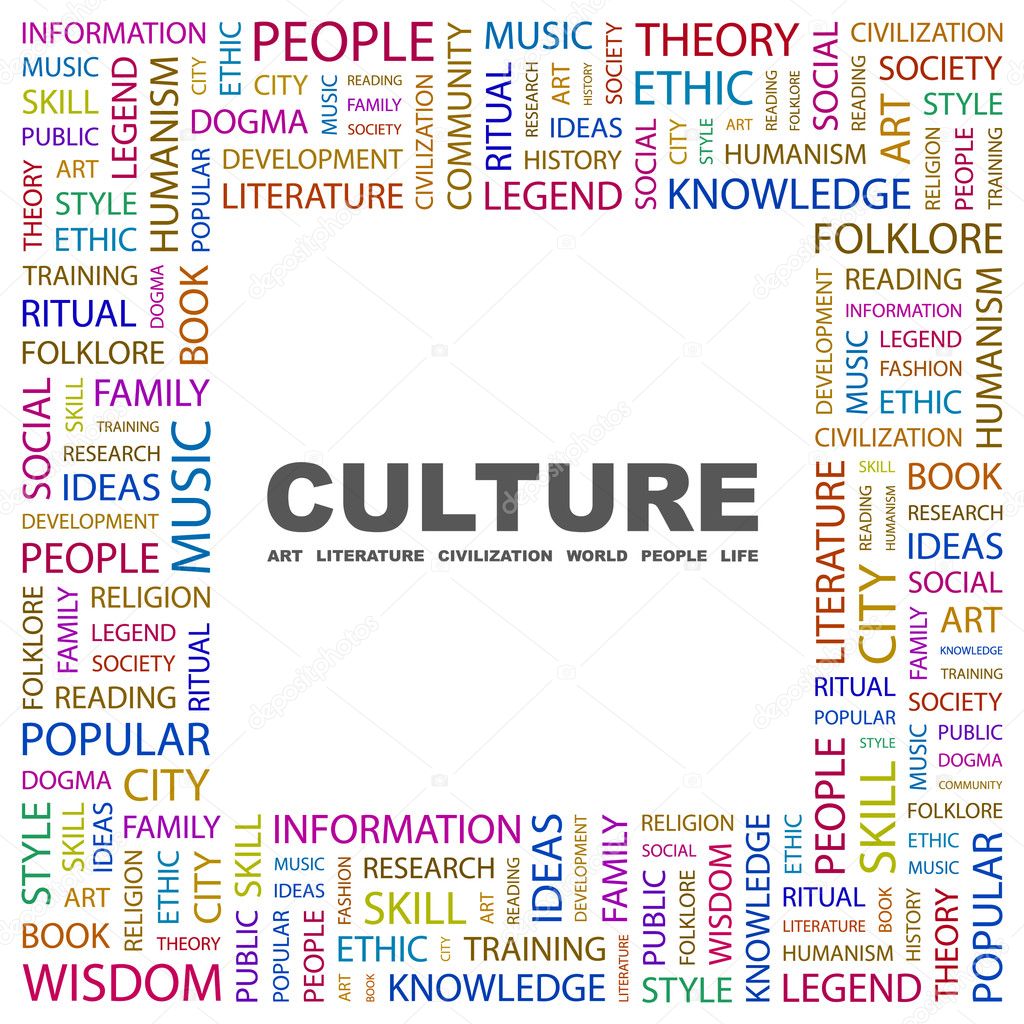 INFORMATION
MUSIC
SKILL
PUBLIC
LEGEND
HUMANISM
CITY
ETHIC
PEOPLE
CITY
DOGMA
MUSIC
READING
FAMILY
SOCIETY
CIVILIZATION
COMMUNITY
DEVELOPMENT
LITERATURE
POPULAR
ART
THEORY
STYLE
ETHIC
MUSIC
RITUAL
RESEARCH
ART
HISTORY
SOCIETY
IDEAS
HISTORY
LEGEND
SOCIAL
THEORY
ETHIC
CITY
STYLE
ART
READING
FOLKLORE
SOCIAL
READING
HUMANISM
KNOWLEDGE
CIVILIZATION
SOCIETY
ART
STYLE
RELIGION
PEOPLE
TRAINING
TRAINING
RITUAL
DOGMA
BOOK
FOLKLORE
SOCIAL
SKILL
FAMILY
TRAINING
RESEARCH
IDEAS
MUSIC
DEVELOPMENT
PEOPLE
FOLKLORE
READING
INFORMATION
DEVELOPMENT
MUSIC
LEGEND
FASHION
ETHIC
HUMANISM
CIVILIZATION
CULTURE
ART LITERATURE CIVILIZATION WORLD PEOPLE LIFE
LITERATURE
SKILL
READING
HUMANISM
BOOK
RESEARCH
IDEAS
CITY
SOCIAL
ART
FAMILY
KNOWLEDGE
TRAINING
RITUAL
SOCIETY
POPULAR
STYLE
MUSIC
PUBLIC
DOGMA
COMMUNITY
PEOPLE
SKILL
FOLKLORE
ETHIC
MUSIC
POPULAR
FOLKLORE
FAMILY
RELIGION
LEGEND
SOCIETY
RITUAL
READING
POPULAR
DOGMA
CITY
STYLE
SKILL
IDEAS
FAMILY
ART
RELIGION
ETHIC
CITY
BOOK
THEORY
WISDOM
SKILL
PUBLIC
INFORMATION
MUSIC
IDEAS
POPULAR
PEOPLE
FASHION
RESEARCH
SKILL
ART
READING
IDEAS
DEVELOPMENT
FAMILY
ETHIC
CITY
TRAINING
ART
BOOK
KNOWLEDGE
LITERATURE
RELIGION
SOCIAL
PUBLIC
FOLKLORE
WISDOM
STYLE
KNOWLEDGE
ETHIC
RITUAL
LITERATURE
BOOK
HUMANISM
LEGEND
HISTORY
THEORY
depositphotos